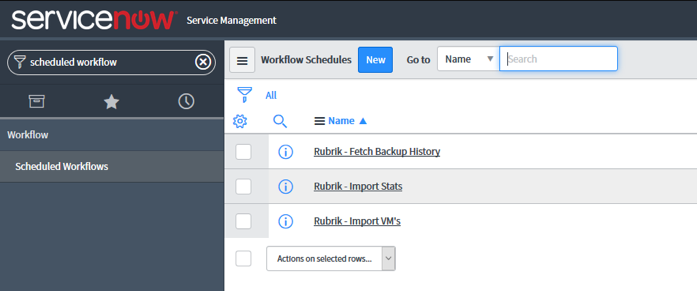 servicenow Service Management
scheduled workflow
Workflow Schedules New Go to Name Search
All
Name
Workflow
Scheduled Workflows
Rubrik - Fetch Backup History
Rubrik - Import Stats
Rubrik - Import VM's
Actions on selected rows...